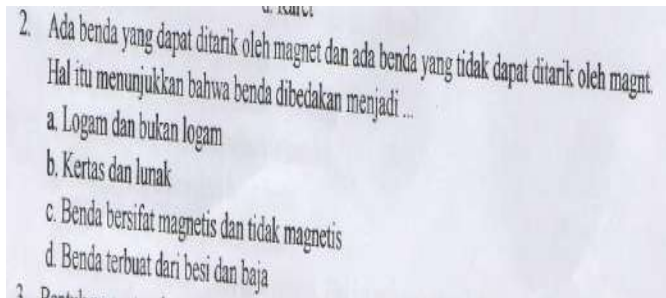 d. Karet
2. Ada benda yang dapat ditarik oleh magnet dan ada benda yang tidak dapat ditarik oleh magnt.
Hal itu menunjukkan bahwa benda dibedakan menjadi ...
a. Logam dan bukan logam
b. Kertas dan lunak
c. Benda bersifat magnetis dan tidak magnetis
d. Benda terbuat dari besi dan baja
3.